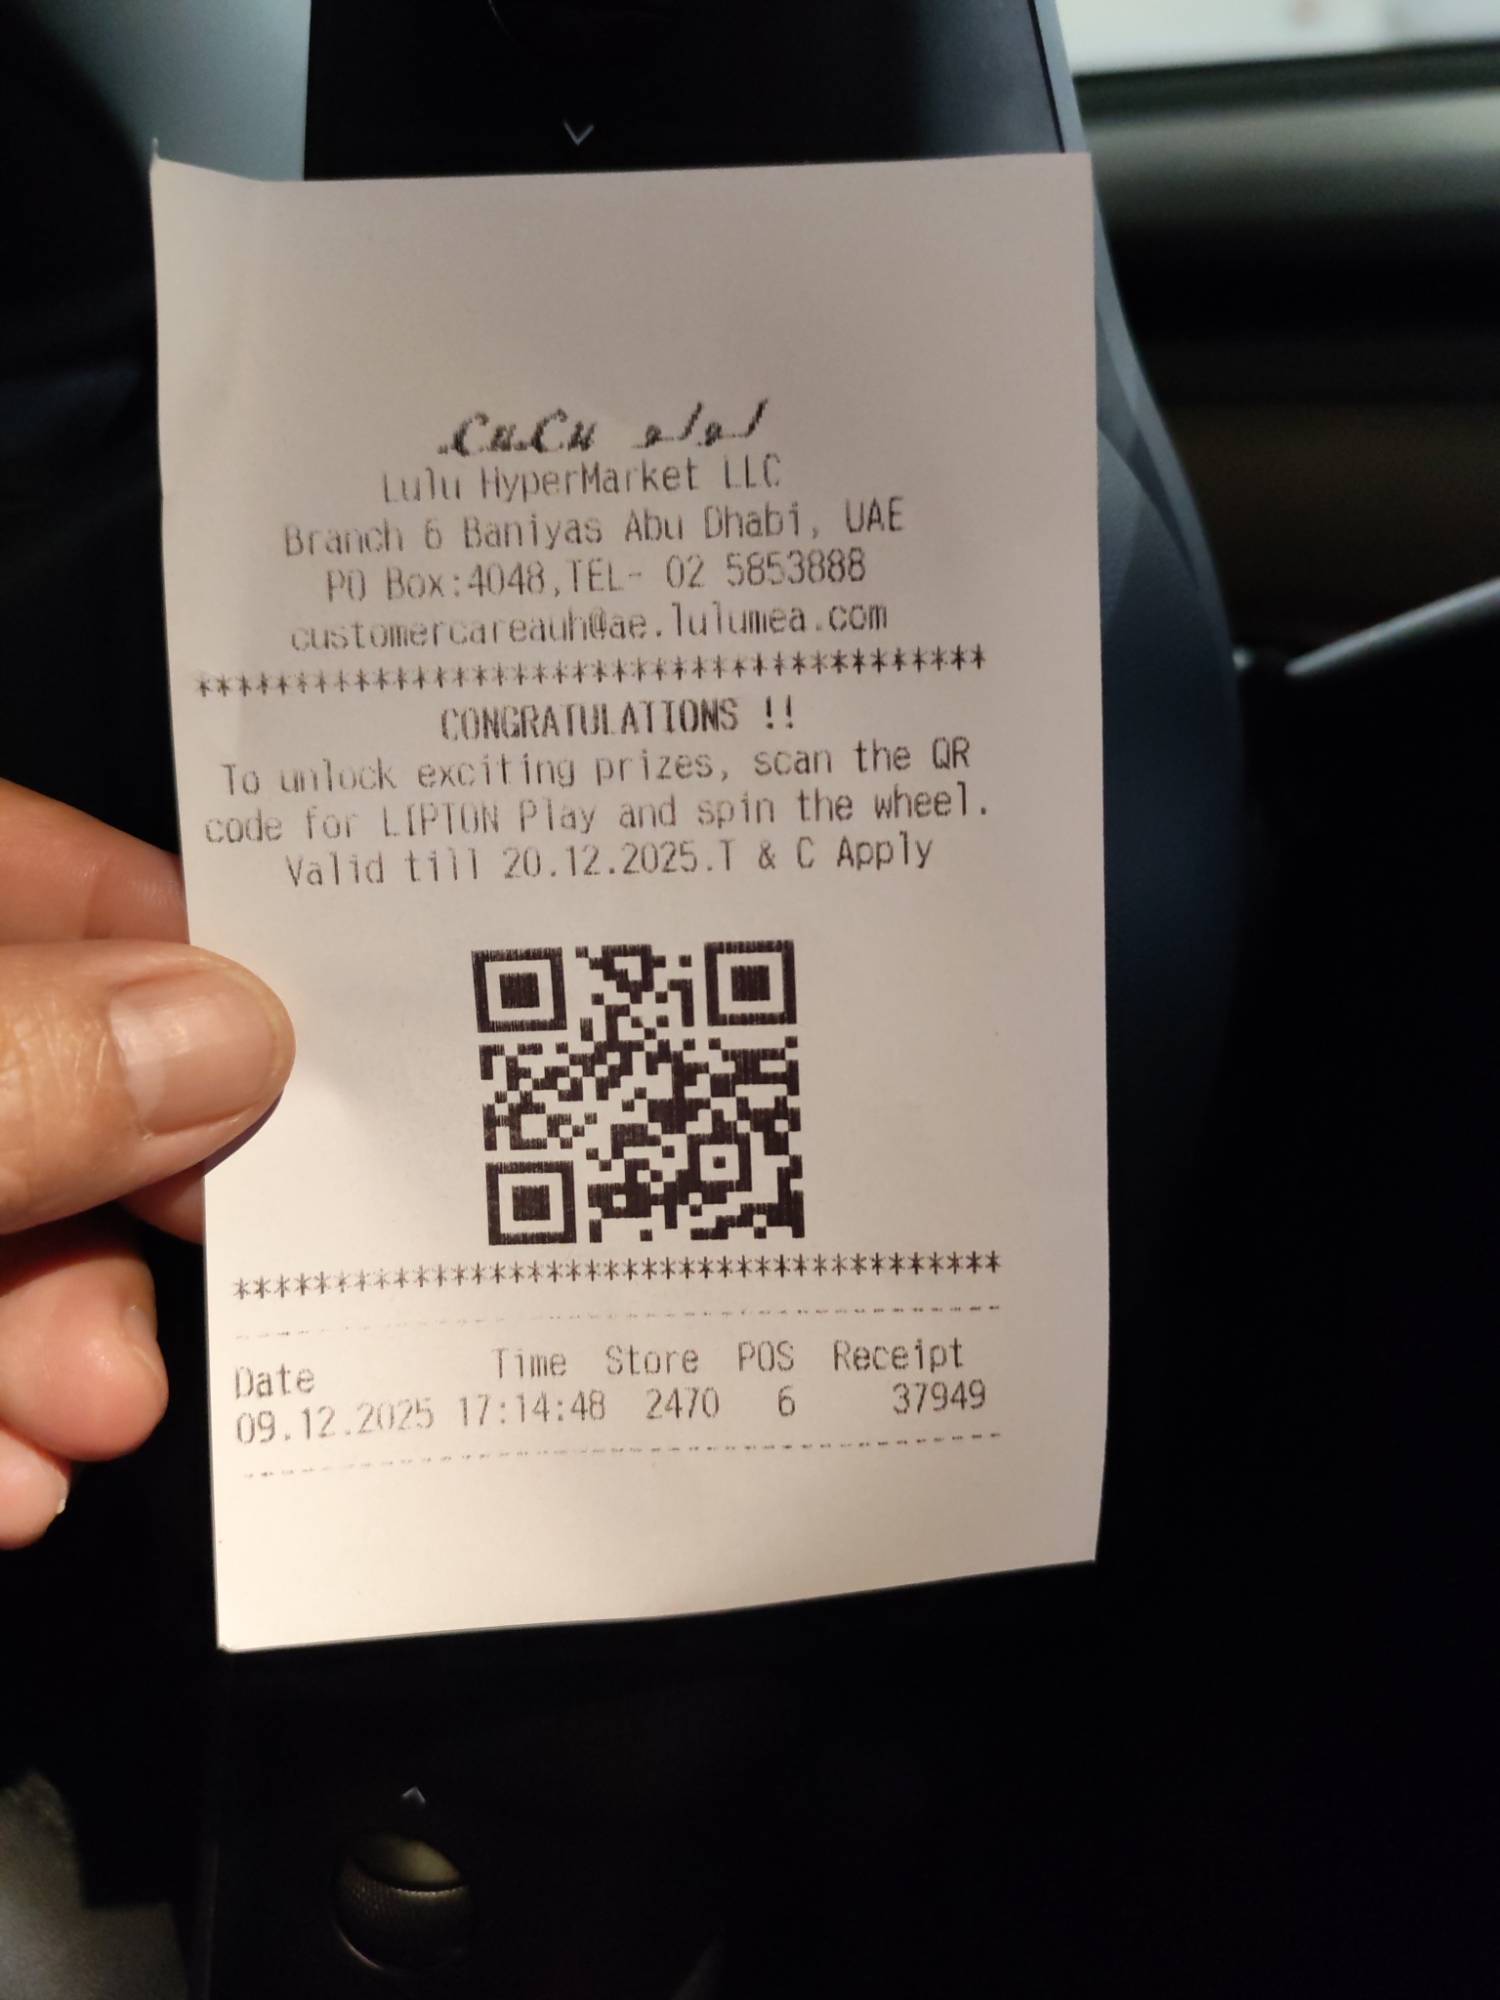 LuLu لولو
Lulu HyperMarket LLC
Branch 6 Baniyas Abu Dhabi, UAE
PO Box:4048,TEL- 02 5853888
customercareauh@ae.lulumea.com
****************************************
CONGRATULATIONS !!
To unlock exciting prizes, scan the QR
code for LIPTON Play and spin the wheel.
Valid till 20.12.2025.T & C Apply
****************************************
----------------------------------------
Date Time Store POS Receipt
09.12.2025 17:14:48 2470 6 37949
----------------------------------------